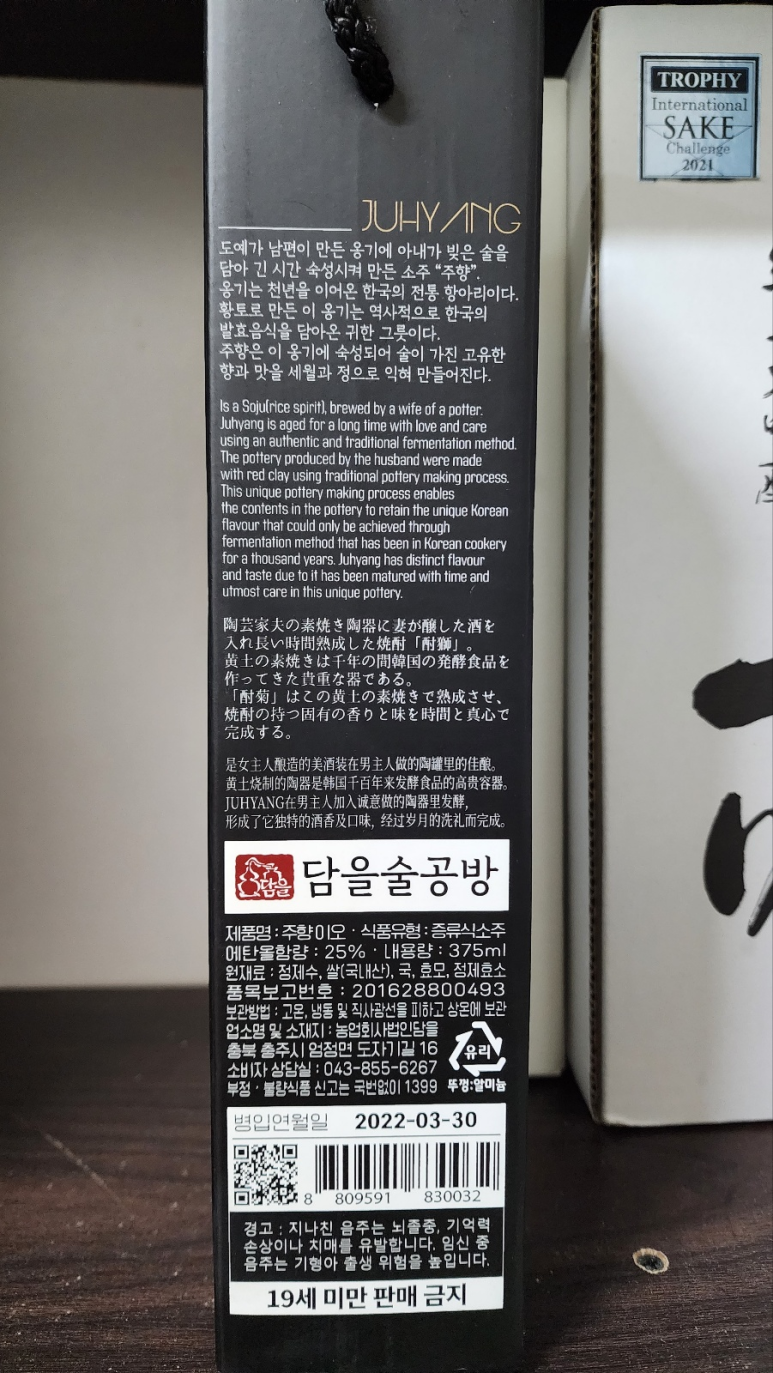 JUHYANG
도예가 남편이 만든 옹기에 아내가 빚은 술을
담아 긴 시간 숙성시켜 만든 소주 “주향”.
옹기는 천년을 이어온 한국의 전통 항아리이다.
황토로 만든 이 옹기는 역사적으로 한국의
발효음식을 담아온 귀한 그릇이다.
주향은 이 옹기에 숙성되어 술이 가진 고유한
향과 맛을 세월과 정으로 익혀 만들어진다.
Is a Soju(rice spirit), brewed by a wife of a potter.
Juhyang is aged for a long time with love and care
using an authentic and traditional fermentation method.
The pottery produced by the husband were made
with red clay using traditional pottery making process.
This unique pottery making process enables
the contents in the pottery to retain the unique Korean
flavour that could only be achieved through
fermentation method that has been in Korean cookery
for a thousand years. Juhyang has distinct flavour
and taste due to it has been matured with time and
utmost care in this unique pottery.
陶芸家夫の素焼き陶器に妻が醸した酒を
入れ長い時間熟成した焼酎「酎獅」。
黄土の素焼きは千年の間韓国の発酵食品を
作ってきた貴重な器である。
「酎菊」はこの黄土の素焼きで熟成させ、
焼酎の持つ固有の香りと味を時間と真心で
完成する。
是女主人酿造的美酒装在男主人做的陶罐里的佳酿。
黄土烧制的陶器是韩国千百年来发酵食品的高贵容器。
JUHYANG在男主人加入诚意做的陶器里发酵,
形成了它独特的酒香及口味, 经过岁月的洗礼而完成。
담을 담을술공방
제품명 : 주향이오 · 식품유형 : 증류식소주
에탄올함량 : 25% · 내용량 : 375ml
원재료 : 정제수, 쌀(국내산), 국, 효모, 정제효소
품목보고번호 : 201628800493
보관방법 : 고온, 냉동 및 직사광선을 피하고 상온에 보관
업소명 및 소재지 : 농업회사법인담을
충북 충주시 엄정면 도자기길 16
소비자 상담실 : 043-855-6267
부정 · 불량식품 신고는 국번없이 1399
유리
뚜껑:알미늄
병입연월일 2022-03-30
8 809591 830032
경고 : 지나친 음주는 뇌졸중, 기억력
손상이나 치매를 유발합니다. 임신 중
음주는 기형아 출생 위험을 높입니다.
19세 미만 판매 금지
TROPHY
International
SAKE
Challenge
2021